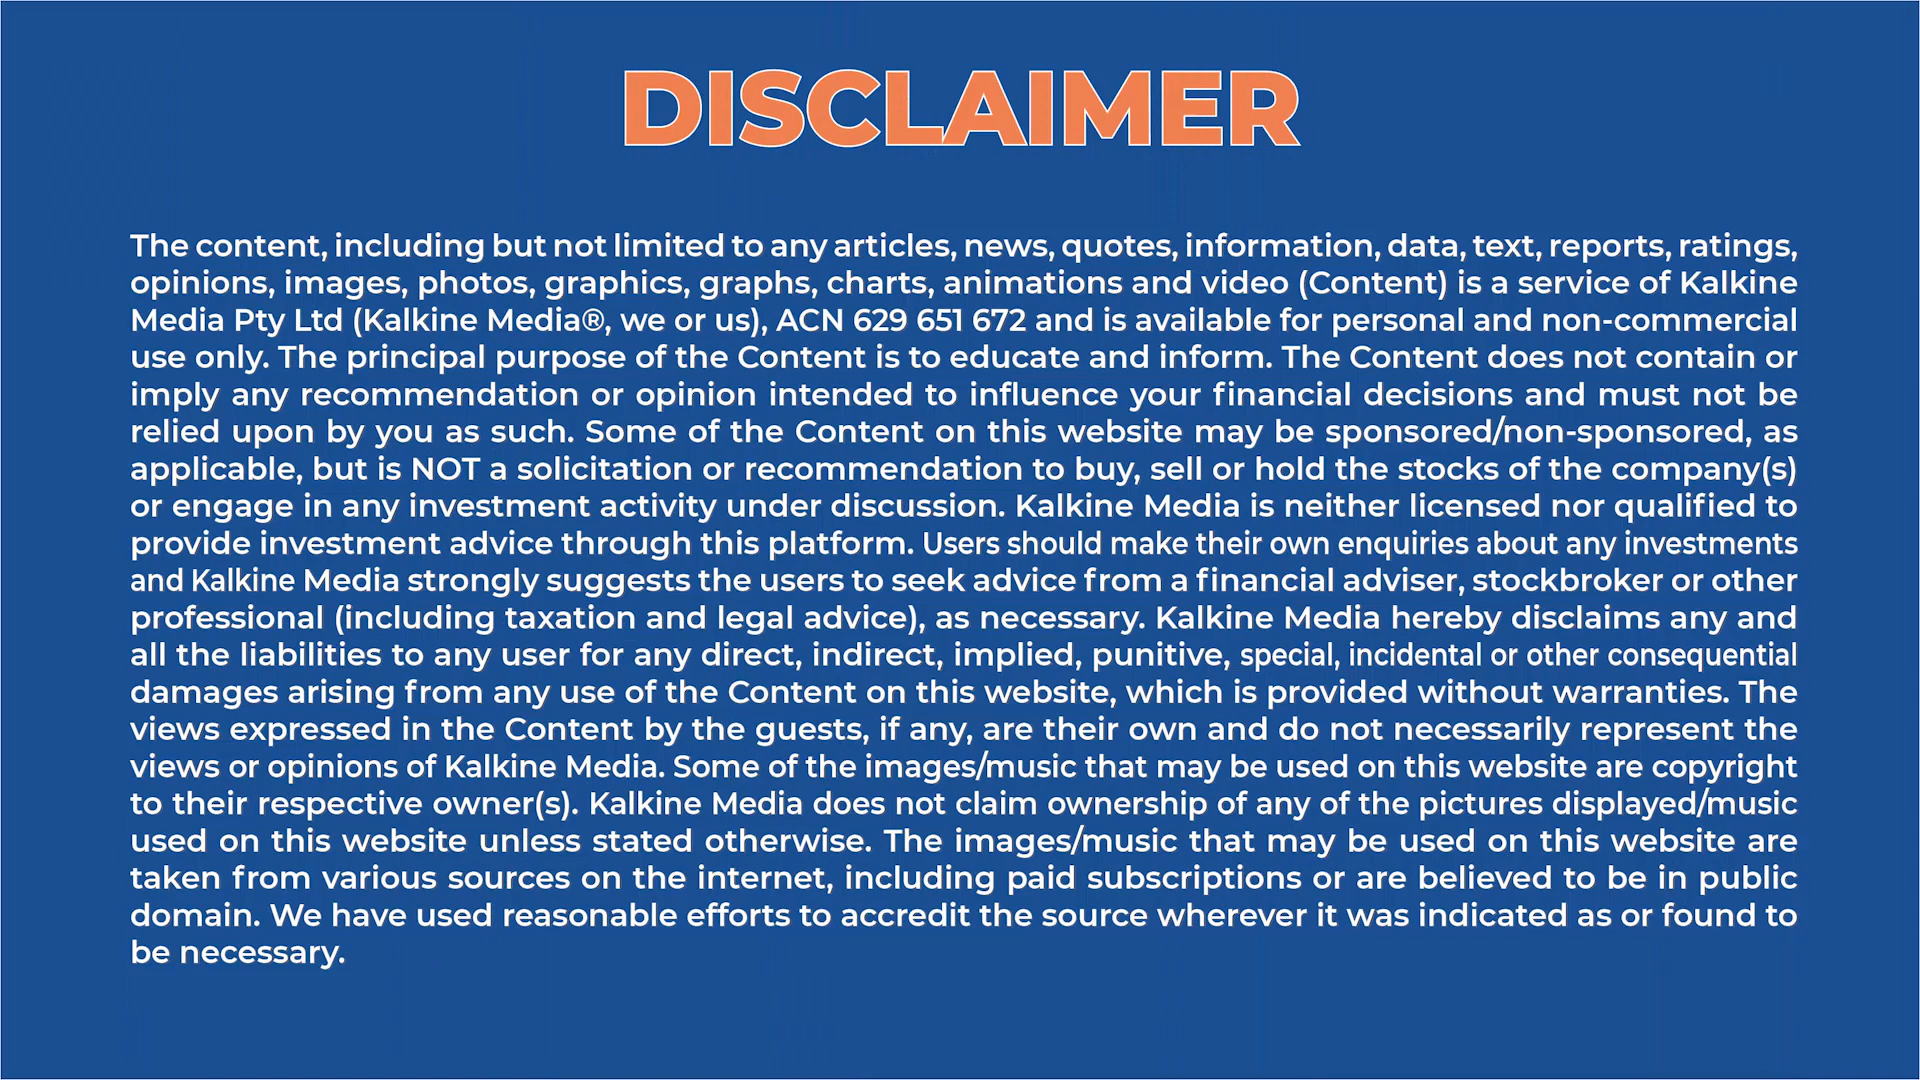 DISCLAIMER
The content, including but not limited to any articles, news, quotes, information, data, text, reports, ratings,
opinions, images, photos, graphics, graphs, charts, animations and video (Content) is a service of Kalkine
Media Pty Ltd (Kalkine Media®, we or us), ACN 629 651 672 and is available for personal and non-commercial
use only. The principal purpose of the Content is to educate and inform. The Content does not contain or
imply any recommendation or opinion intended to influence your financial decisions and must not be
relied upon by you as such. Some of the Content on this website may be sponsored/non-sponsored, as
applicable, but is NOT a solicitation or recommendation to buy, sell or hold the stocks of the company(s)
or engage in any investment activity under discussion. Kalkine Media is neither licensed nor qualified to
provide investment advice through this platform. Users should make their own enquiries about any investments
and Kalkine Media strongly suggests the users to seek advice from a financial adviser, stockbroker or other
professional (including taxation and legal advice), as necessary. Kalkine Media hereby disclaims any and
all the liabilities to any user for any direct, indirect, implied, punitive, special, incidental or other consequential
damages arising from any use of the Content on this website, which is provided without warranties. The
views expressed in the Content by the guests, if any, are their own and do not necessarily represent the
views or opinions of Kalkine Media. Some of the images/music that may be used on this website are copyright
to their respective owner(s). Kalkine Media does not claim ownership of any of the pictures displayed/music
used on this website unless stated otherwise. The images/music that may be used on this website are
taken from various sources on the internet, including paid subscriptions or are believed to be in public
domain. We have used reasonable efforts to accredit the source wherever it was indicated as or found to
be necessary.